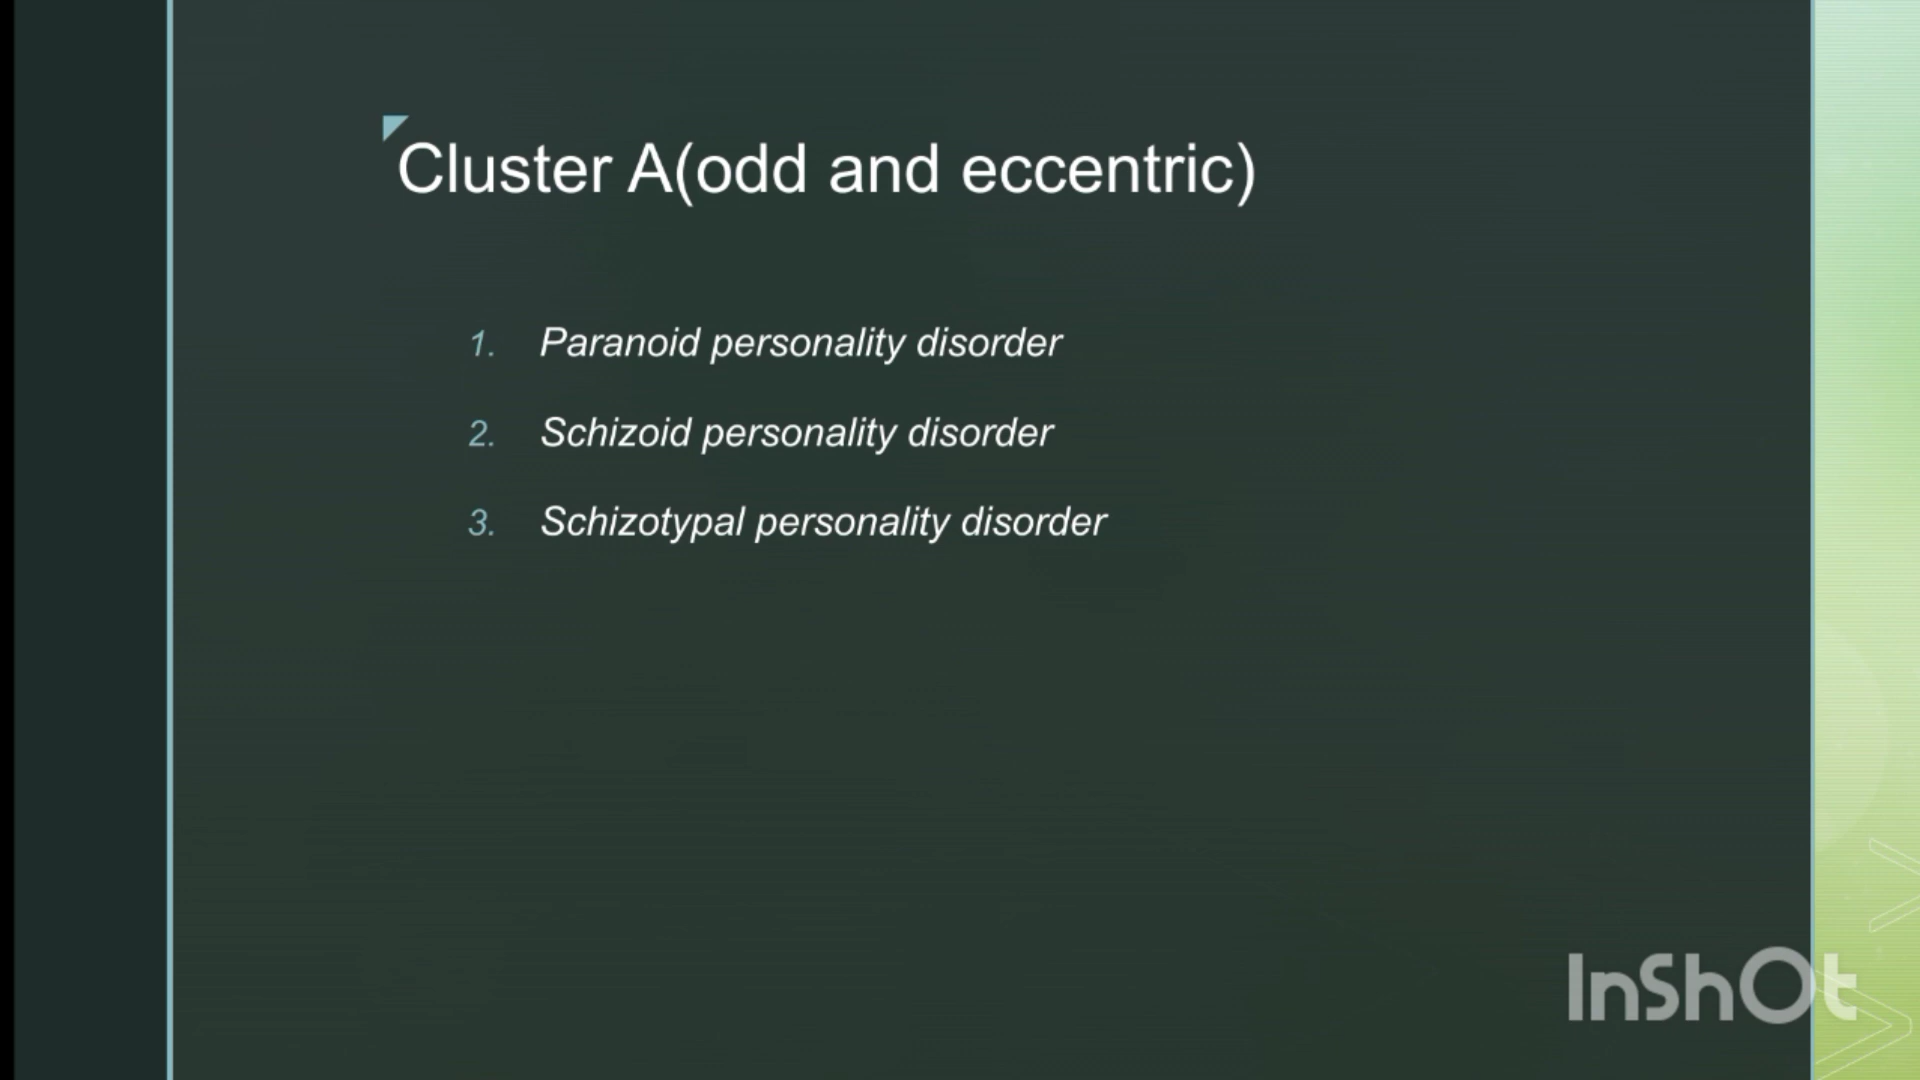 Cluster A(odd and eccentric)
1. Paranoid personality disorder
2. Schizoid personality disorder
3. Schizotypal personality disorder
InShOt